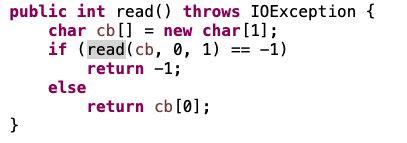 public int read() throws IOException {
    char cb[] = new char[1];
    if (read(cb, 0, 1) == -1)
        return -1;
    else
        return cb[0];
}